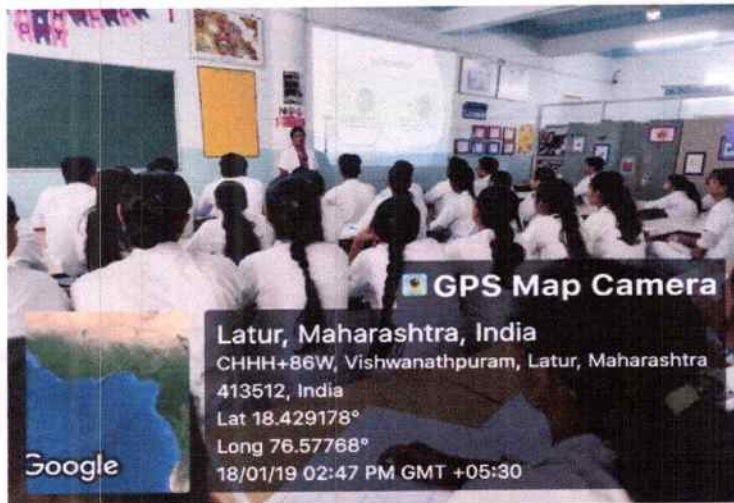 GPS Map Camera
Latur, Maharashtra, India
CHHH+86W, Vishwanathpuram, Latur, Maharashtra
413512, India
Lat 18.429178°
Long 76.57768°
18/01/19 02:47 PM GMT +05:30
Google